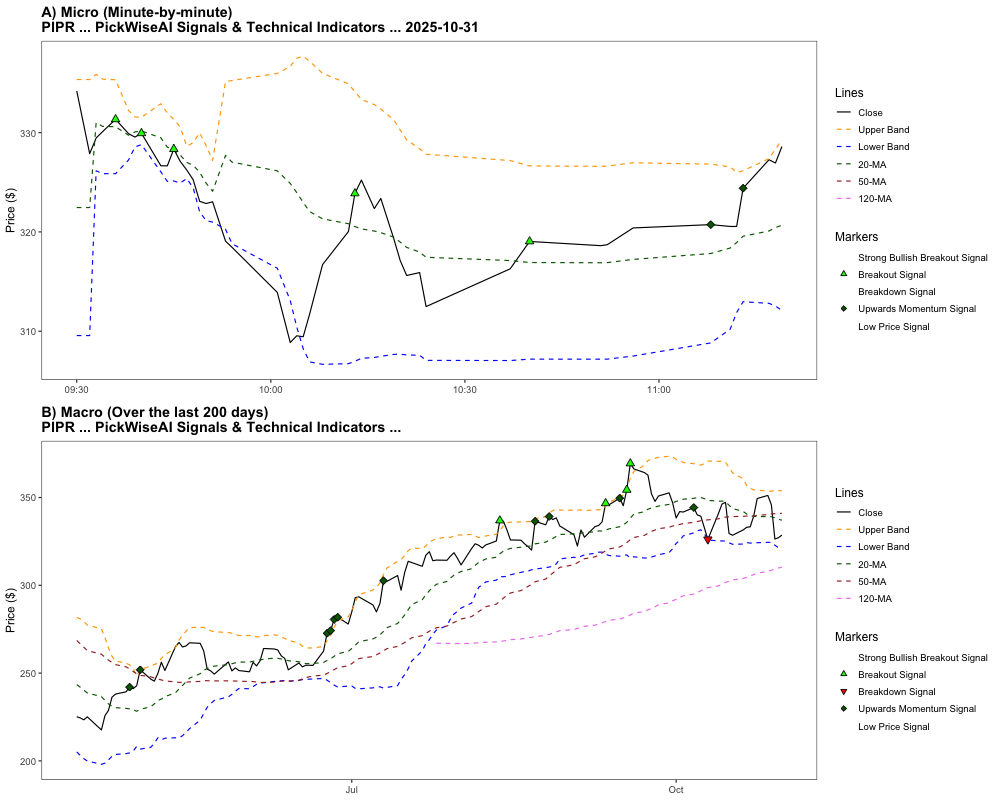 A) Micro (Minute-by-minute)
PIPR ... PickWiseAI Signals & Technical Indicators ... 2025-10-31
Price ($)
330
320
310
09:30
10:00
10:30
11:00
Lines
Close
Upper Band
Lower Band
20-MA
50-MA
120-MA
Markers
Strong Bullish Breakout Signal
Breakout Signal
Breakdown Signal
Upwards Momentum Signal
Low Price Signal
B) Macro (Over the last 200 days)
PIPR ... PickWiseAI Signals & Technical Indicators ...
Price ($)
350
300
250
200
Jul
Oct
Lines
Close
Upper Band
Lower Band
20-MA
50-MA
120-MA
Markers
Strong Bullish Breakout Signal
Breakout Signal
Breakdown Signal
Upwards Momentum Signal
Low Price Signal